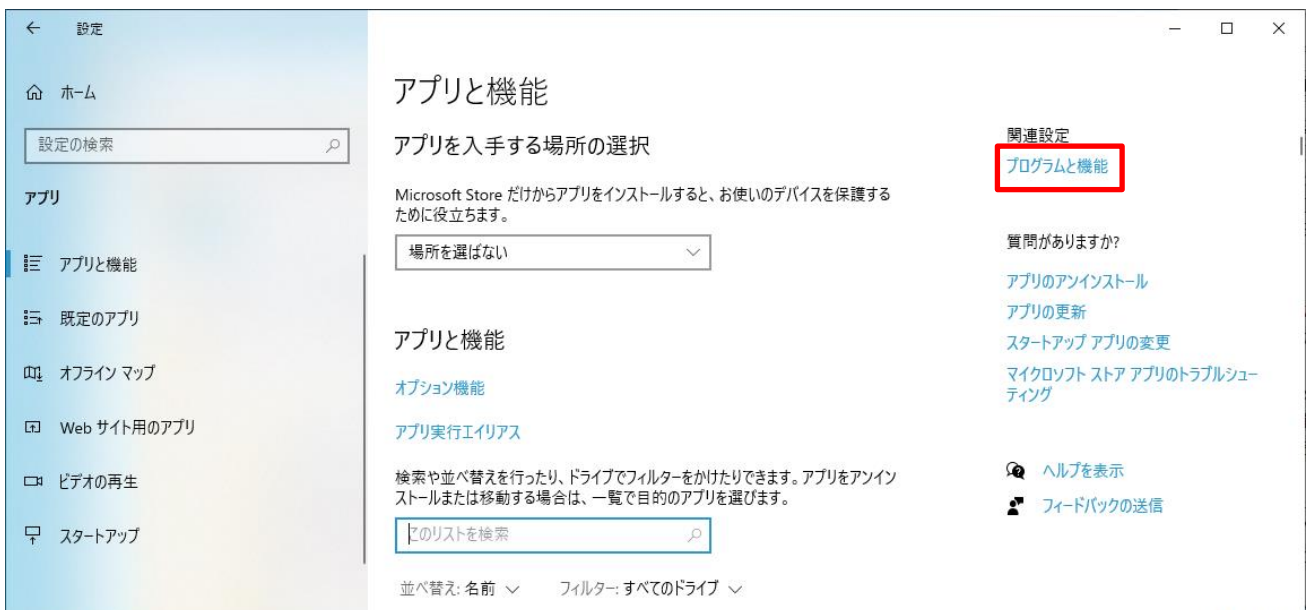 設定
ホーム
設定の検索
アプリ
アプリと機能
既定のアプリ
オフライン マップ
Web サイト用のアプリ
ビデオの再生
スタートアップ
アプリと機能
アプリを入手する場所の選択
Microsoft Store だけからアプリをインストールすると、お使いのデバイスを保護する
ために役立ちます。
場所を選ばない
アプリと機能
オプション機能
アプリ実行エイリアス
検索や並べ替えを行ったり、ドライブでフィルターをかけたりできます。アプリをアンイン
ストールまたは移動する場合は、一覧で目的のアプリを選びます。
このリストを検索
並べ替え: 名前 フィルター: すべてのドライブ
関連設定
プログラムと機能
質問がありますか?
アプリのアンインストール
アプリの更新
スタートアップ アプリの変更
マイクロソフト ストア アプリのトラブルシュー
ティング
ヘルプを表示
フィードバックの送信